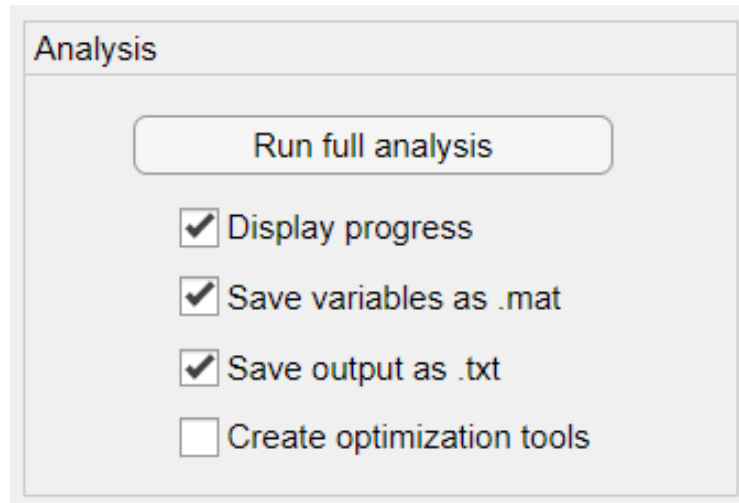 Analysis
Run full analysis
Display progress
Save variables as .mat
Save output as .txt
Create optimization tools